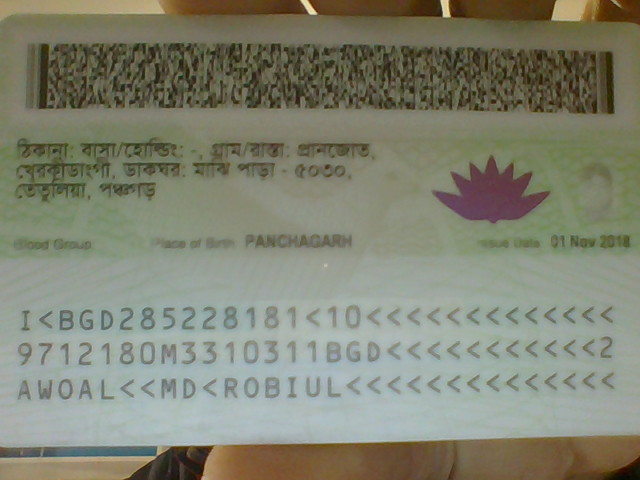 ঠিকানা: বাসা/হোল্ডিং: -, গ্রাম/রাস্তা: প্রানজোত,
খেরকীডাংগী, ডাকঘর: মাঝি পাড়া - ৫০৩০,
তেতুলিয়া, পঞ্চগড়
Blood Group Place of Birth PANCHAGARH Issue Date 01 Nov 2018
I<BGD285228181<10<<<<<<<<<<<<<
9712180M3310311BGD<<<<<<<<<<<2
AWOAL<<MD<ROBIUL<<<<<<<<<<<<<<